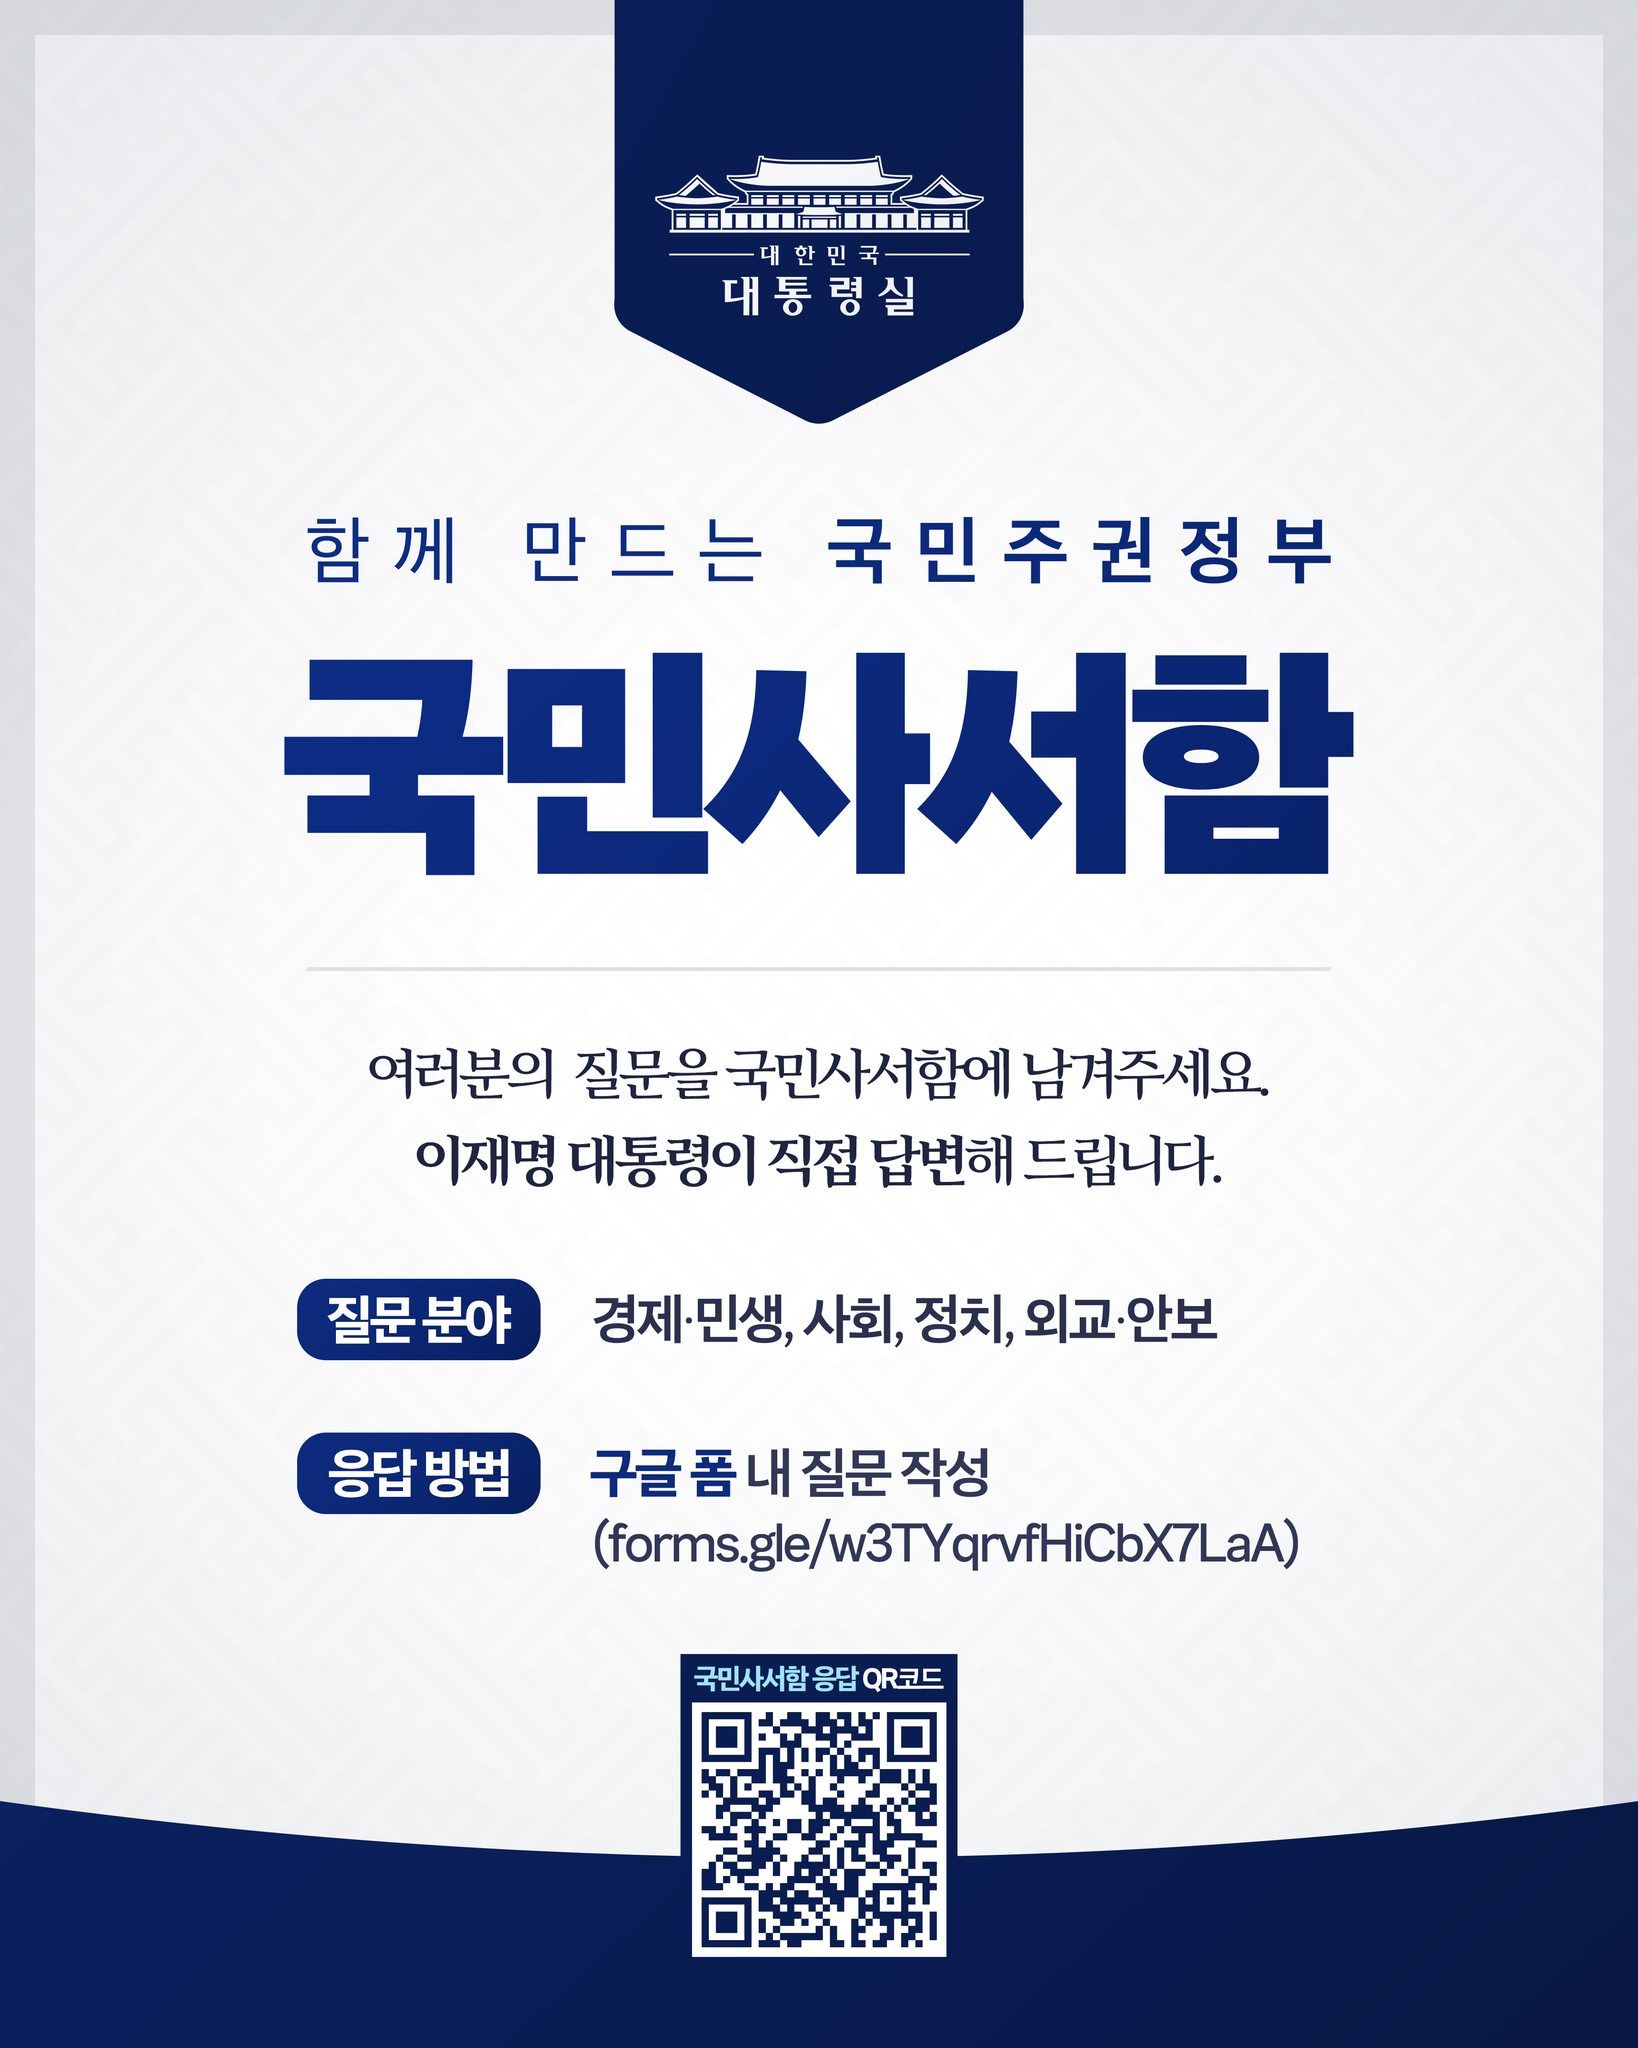 대한민국
대통령실
함께 만드는 국민주권정부
국민사서함
여러분의 질문을 국민사서함에 남겨주세요.
이재명 대통령이 직접 답변해 드립니다.
질문 분야 경제·민생, 사회, 정치, 외교·안보
응답 방법 구글 폼 내 질문 작성
(forms.gle/w3TYqrvfHiCbX7LaA)
국민사서함 응답 QR코드